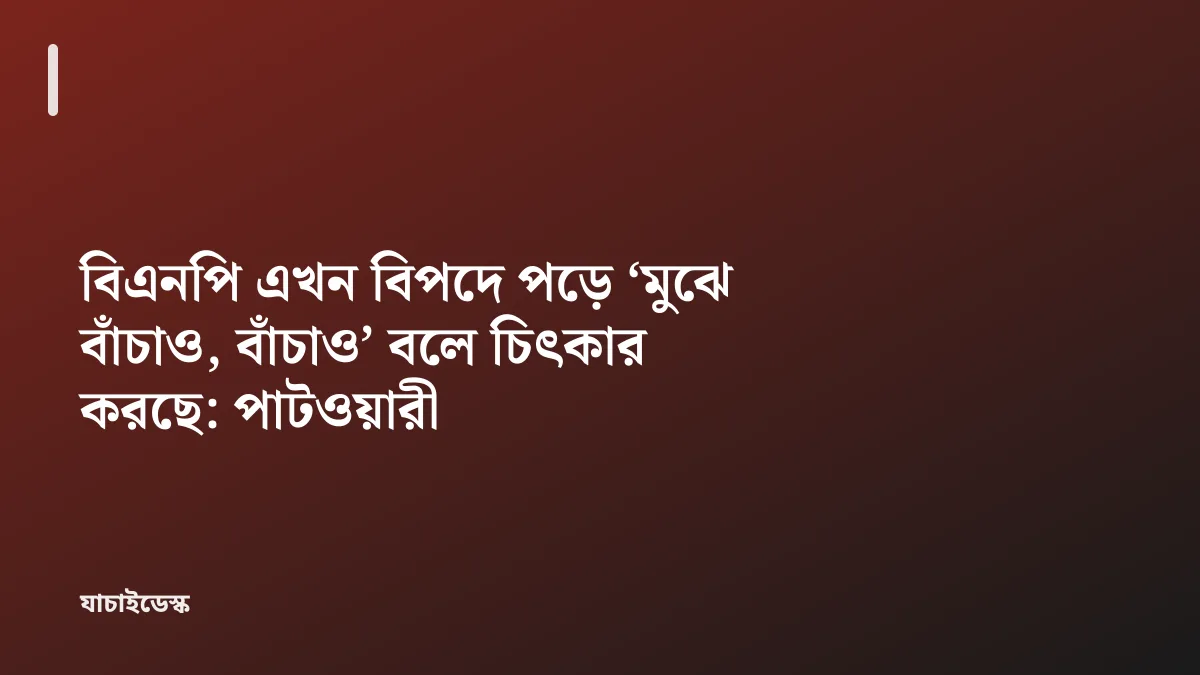 বিএনপি এখন বিপদে পড়ে ‘মুঝে
বাঁচাও, বাঁচাও’ বলে চিৎকার
করছে: পাটওয়ারী
যাচাইডেস্ক